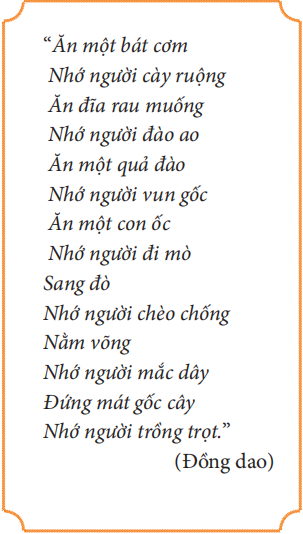 “Ăn một bát cơm
Nhớ người cày ruộng
Ăn đĩa rau muống
Nhớ người đào ao
Ăn một quả đào
Nhớ người vun gốc
Ăn một con ốc
Nhớ người đi mò
Sang đò
Nhớ người chèo chống
Nằm võng
Nhớ người mắc dây
Đứng mát gốc cây
Nhớ người trồng trọt.”
(Đồng dao)